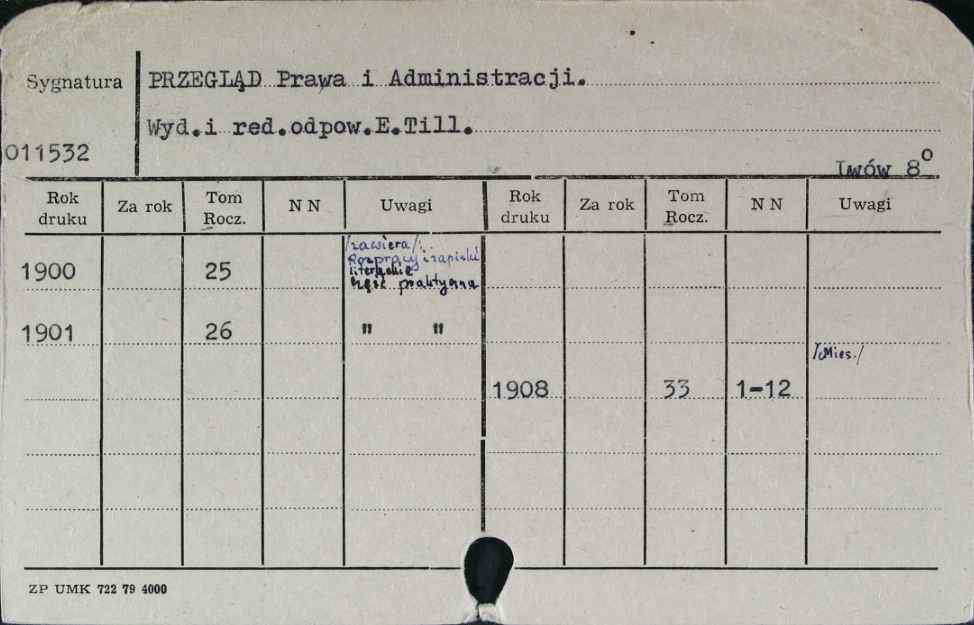 Sygnatura PRZEGLĄD Prawa i Administracji.
Wyd.i red.odpow.E.Till.
011532
Lwów 8°
Rok druku Za rok Tom Rocz. N N Uwagi Rok druku Za rok Tom Rocz. N N Uwagi
/zawiera/:
1900 25 Rozprawy i zapiski
literackie
część praktyczna
1901 26 " "
/Mies./
1908 33 1-12
ZP UMK 722 79 4000